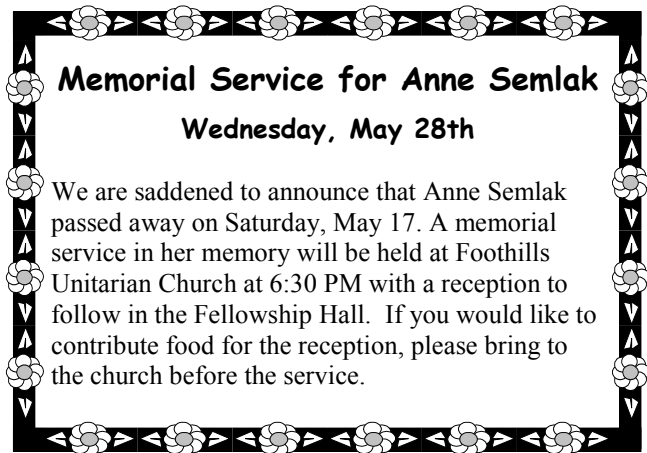 Memorial Service for Anne Semlak
Wednesday, May 28th
We are saddened to announce that Anne Semlak
passed away on Saturday, May 17. A memorial
service in her memory will be held at Foothills
Unitarian Church at 6:30 PM with a reception to
follow in the Fellowship Hall.  If you would like to
contribute food for the reception, please bring to
the church before the service.